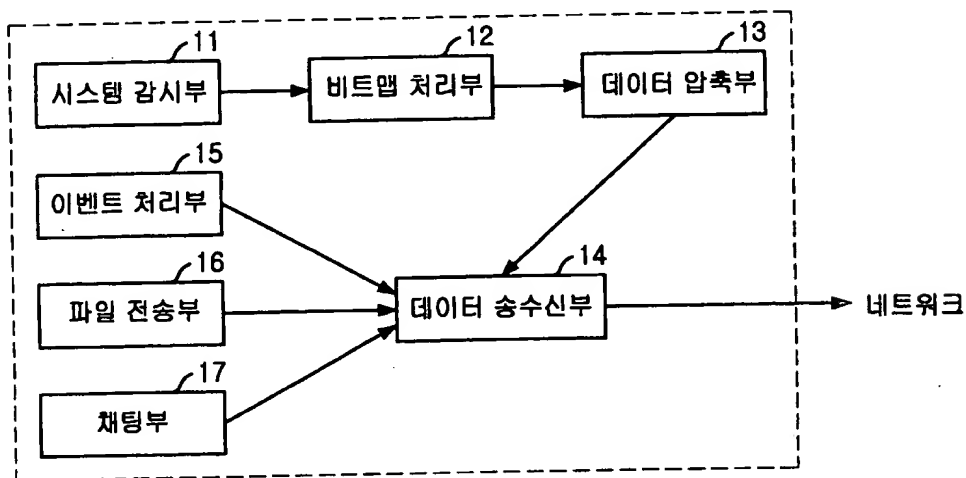 11
시스템 감시부
12
비트맵 처리부
13
데이터 압축부
15
이벤트 처리부
16
파일 전송부
14
데이터 송수신부
네트워크
17
채팅부